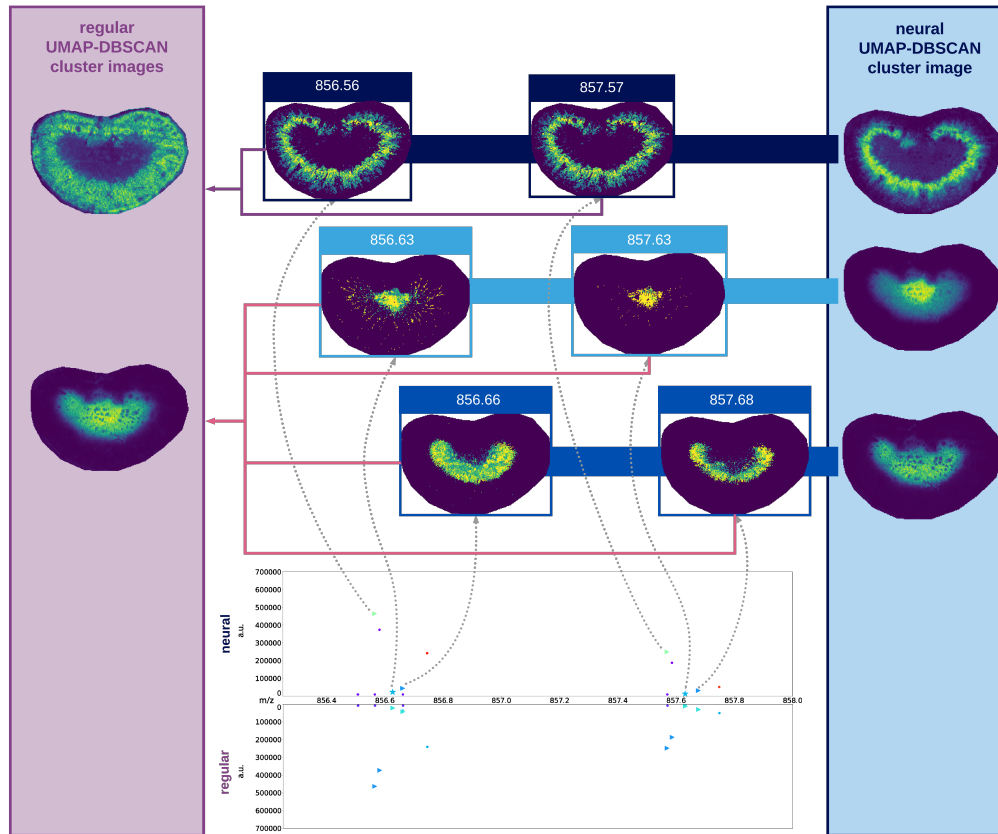 regular
UMAP-DBSCAN
cluster images
neural
UMAP-DBSCAN
cluster image
856.56
857.57
856.63
857.63
856.66
857.68
neural
a.u.
700000
600000
500000
400000
300000
200000
100000
0
m/z
856.4
856.6
856.8
857.0
857.2
857.4
857.6
857.8
858.0
regular
a.u.
0
100000
200000
300000
400000
500000
600000
700000